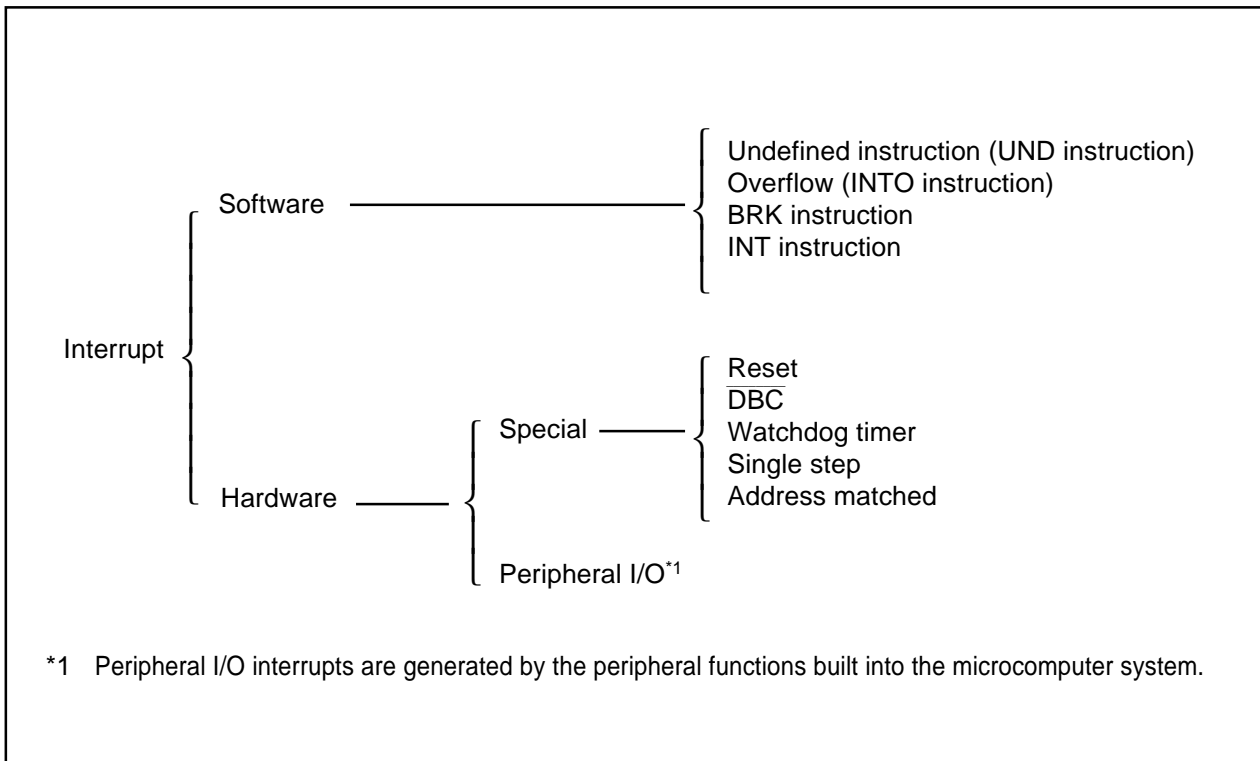 Interrupt
Software
Undefined instruction (UND instruction)
Overflow (INTO instruction)
BRK instruction
INT instruction
Hardware
Special
Reset
D̅B̅C̅
Watchdog timer
Single step
Address matched
Peripheral I/O*1
*1 Peripheral I/O interrupts are generated by the peripheral functions built into the microcomputer system.